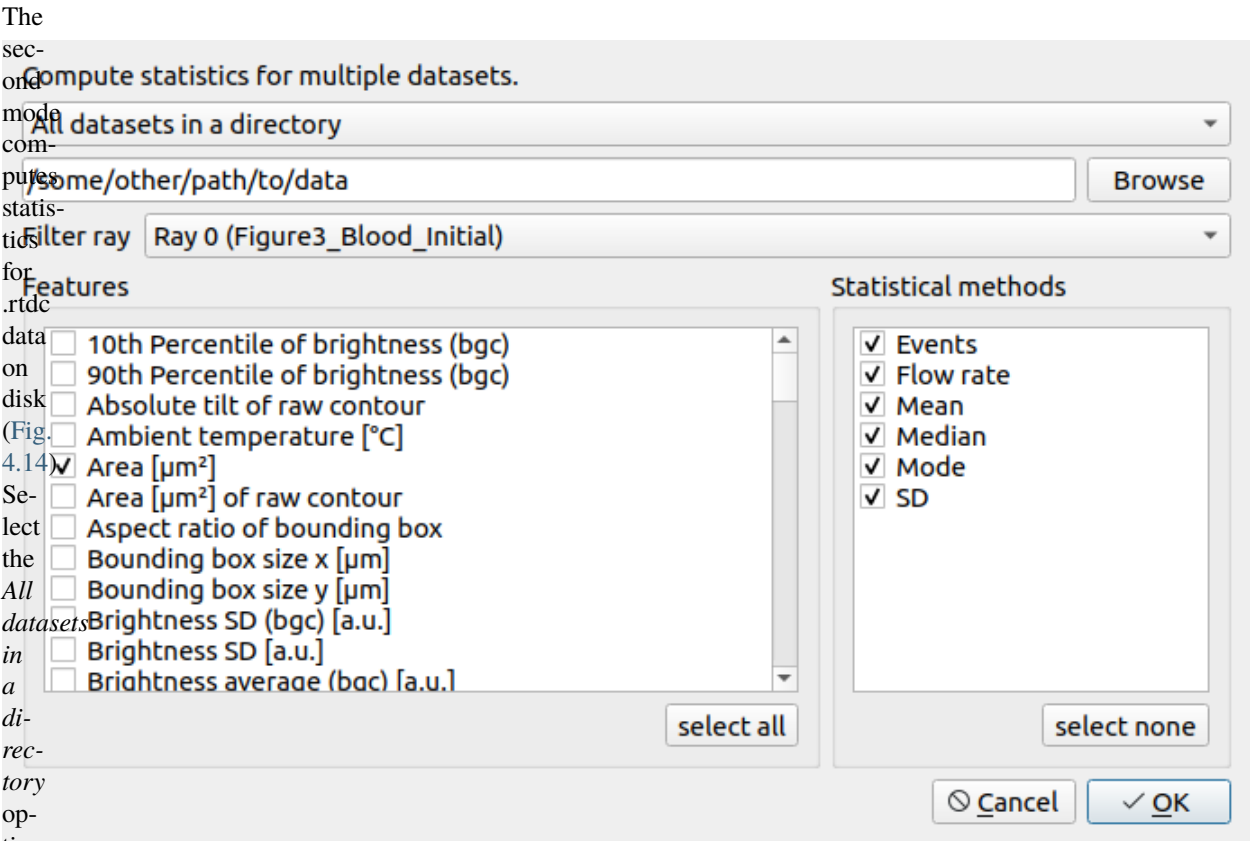 The
sec-
ond
mode
com-
putes
statis-
tics
for
.rtdc
data
on
disk
(Fig.
4.14)
Se-
lect
the
All
datasets
in
a
di-
rec-
tory
op-
Compute statistics for multiple datasets.
All datasets in a directory
/some/other/path/to/data
Browse
Filter ray Ray 0 (Figure3_Blood_Initial)
Features
10th Percentile of brightness (bgc)
90th Percentile of brightness (bgc)
Absolute tilt of raw contour
Ambient temperature [°C]
Area [µm²]
Area [µm²] of raw contour
Aspect ratio of bounding box
Bounding box size x [µm]
Bounding box size y [µm]
Brightness SD (bgc) [a.u.]
Brightness SD [a.u.]
Brightness average (bgc) [a.u.]
select all
Statistical methods
Events
Flow rate
Mean
Median
Mode
SD
select none
Cancel
OK